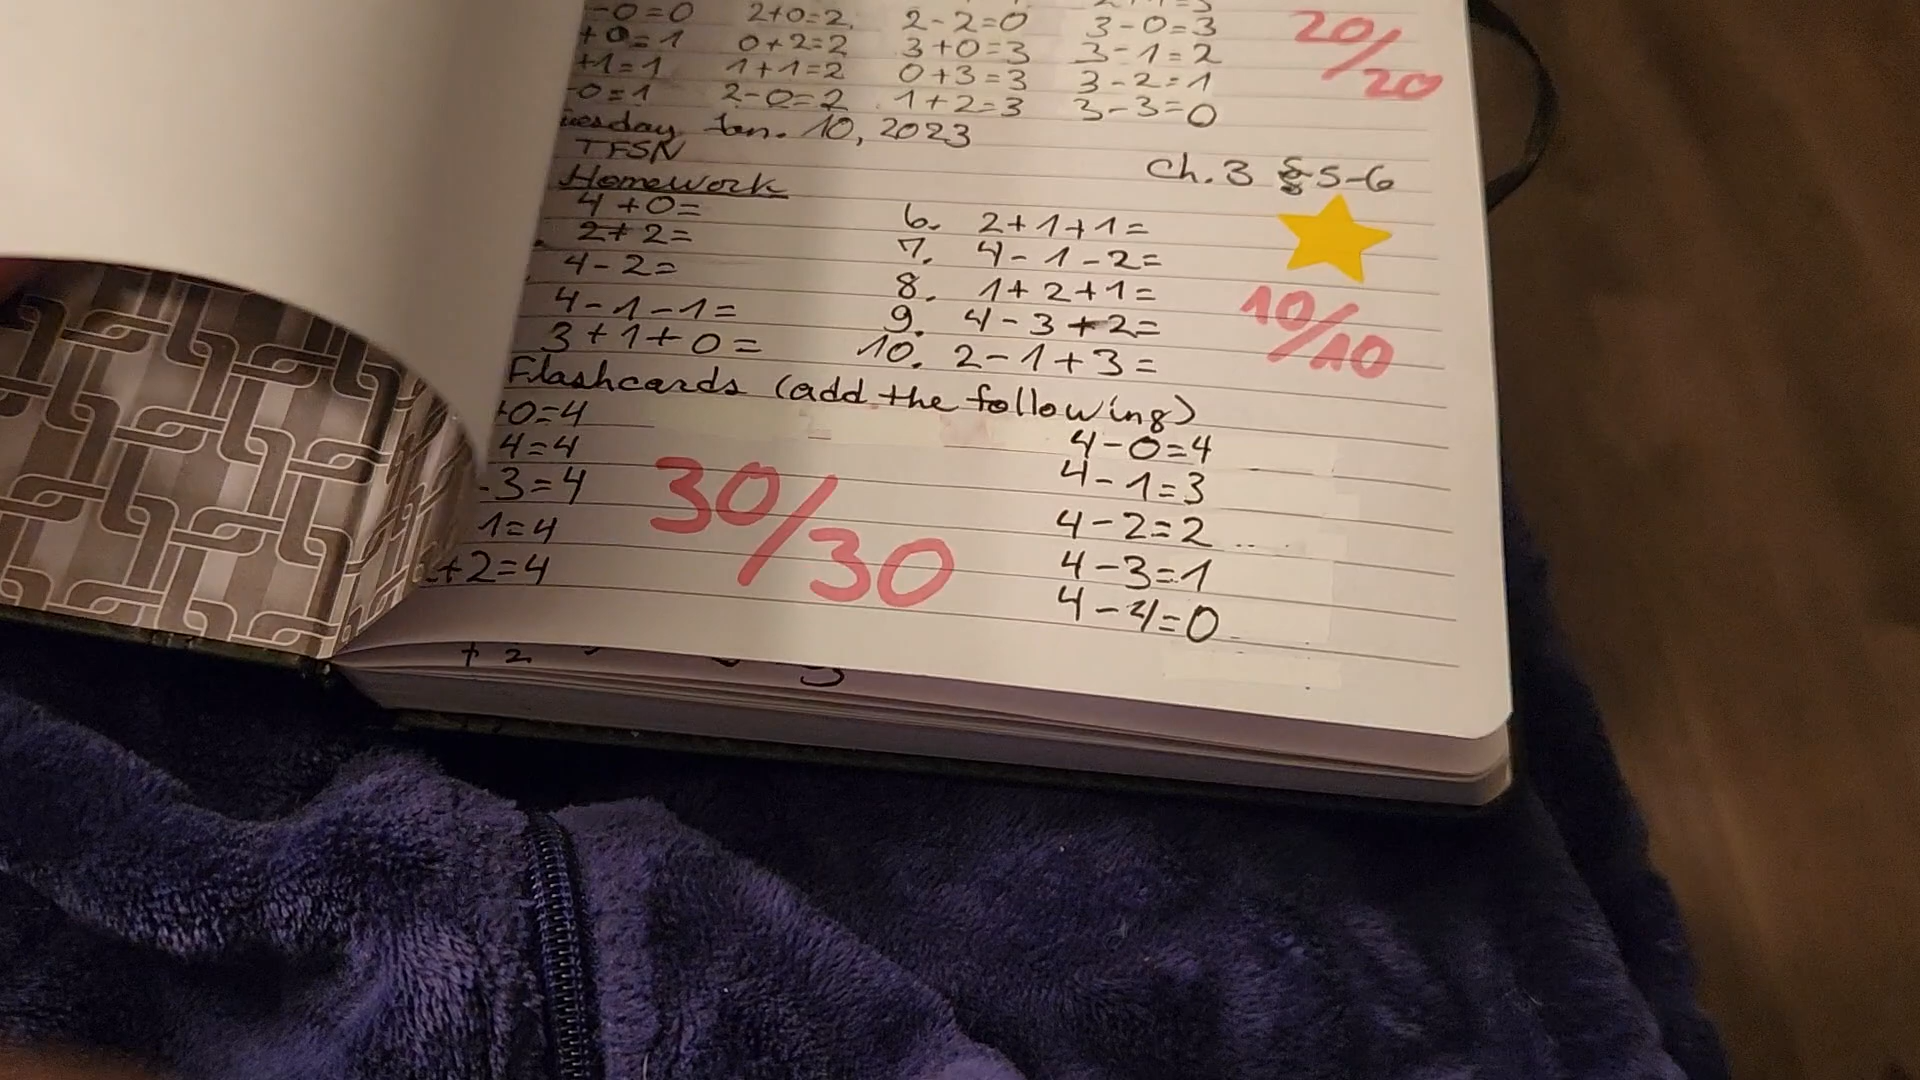 -0=0 2+0=2 2-2=0 3-0=3 20/20
+0=1 0+2=2 3+0=3 3-1=2
+1=1 1+1=2 0+3=3 3-2=1
-0=1 2-0=2 1+2=3 3-3=0
uesday Jan. 10, 2023
TFSN Ch. 3 § 5-6
Homework
4+0= 6. 2+1+1=
2+2= 7. 4-1-2=
4-2= 8. 1+2+1=
4-1-1= 9. 4-3+2=
3+1+0= 10. 2-1+3=
10/10
Flashcards (add the following)
+0=4 4-0=4
4=4 4-1=3
3=4 4-2=2
1=4 4-3=1
+2=4 4-4=0
30/30
+ 2